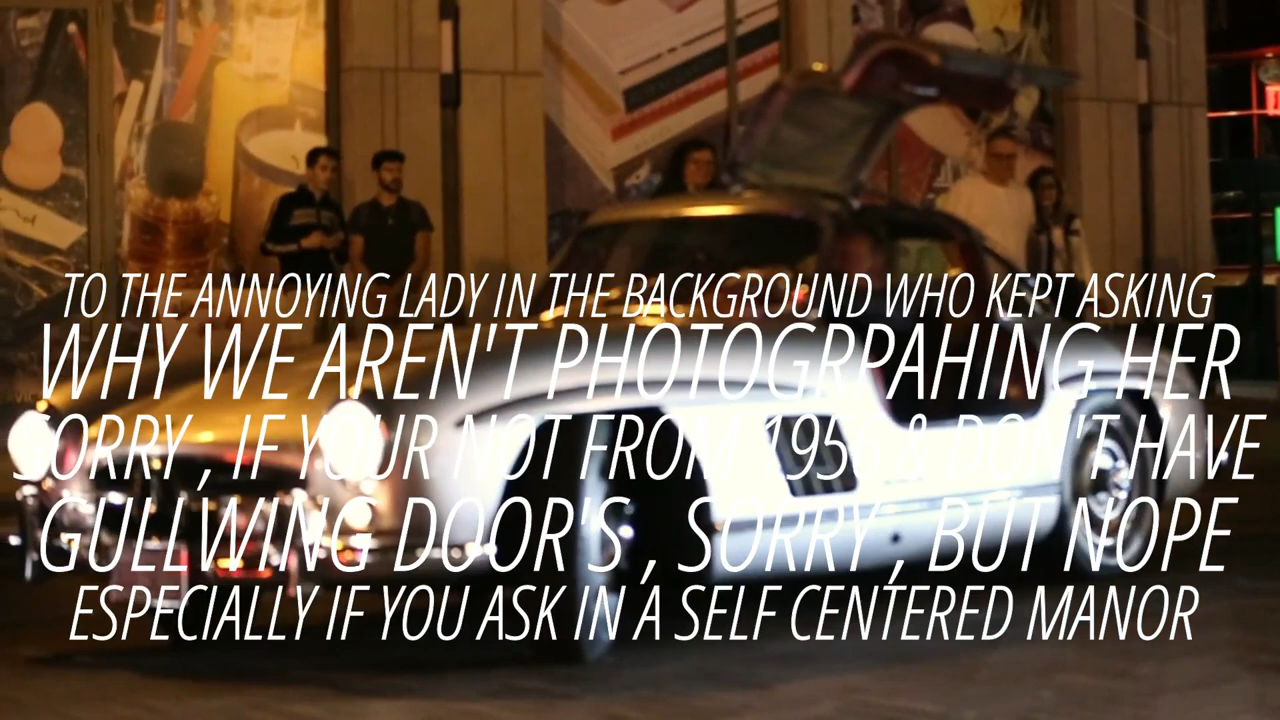 TO THE ANNOYING LADY IN THE BACKGROUND WHO KEPT ASKING
WHY WE AREN'T PHOTOGRPAHING HER
SORRY , IF YOUR NOT FROM 195 & DON'T HAVE
GULLWING DOOR'S , SORRY , BUT NOPE
ESPECIALLY IF YOU ASK IN A SELF CENTERED MANOR